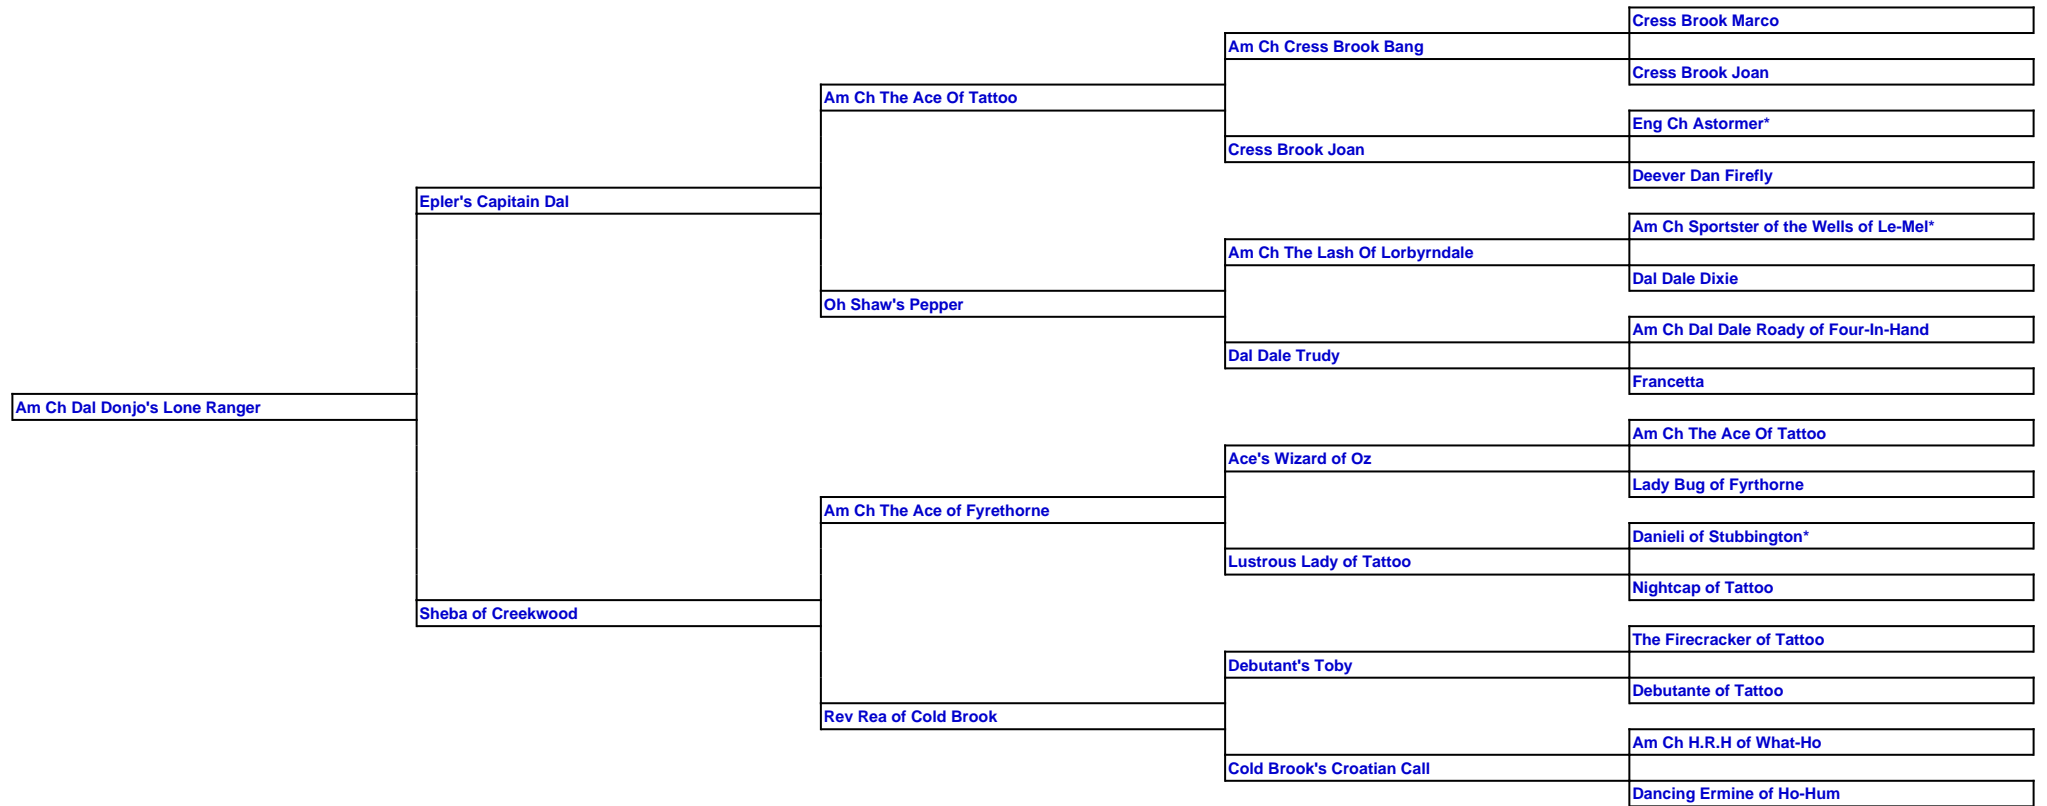 Cress Brook Marco
Am Ch Cress Brook Bang
Cress Brook Joan
Am Ch The Ace Of Tattoo
Eng Ch Astormer*
Cress Brook Joan
Deever Dan Firefly
Epler's Capitain Dal
Am Ch Sportster of the Wells of Le-Mel*
Am Ch The Lash Of Lorbyrndale
Dal Dale Dixie
Oh Shaw's Pepper
Am Ch Dal Dale Roady of Four-In-Hand
Dal Dale Trudy
Francetta
Am Ch Dal Donjo's Lone Ranger
Am Ch The Ace Of Tattoo
Ace's Wizard of Oz
Lady Bug of Fyrthorne
Am Ch The Ace of Fyrethorne
Danieli of Stubbington*
Lustrous Lady of Tattoo
Nightcap of Tattoo
Sheba of Creekwood
The Firecracker of Tattoo
Debutant's Toby
Debutante of Tattoo
Rev Rea of Cold Brook
Am Ch H.R.H of What-Ho
Cold Brook's Croatian Call
Dancing Ermine of Ho-Hum